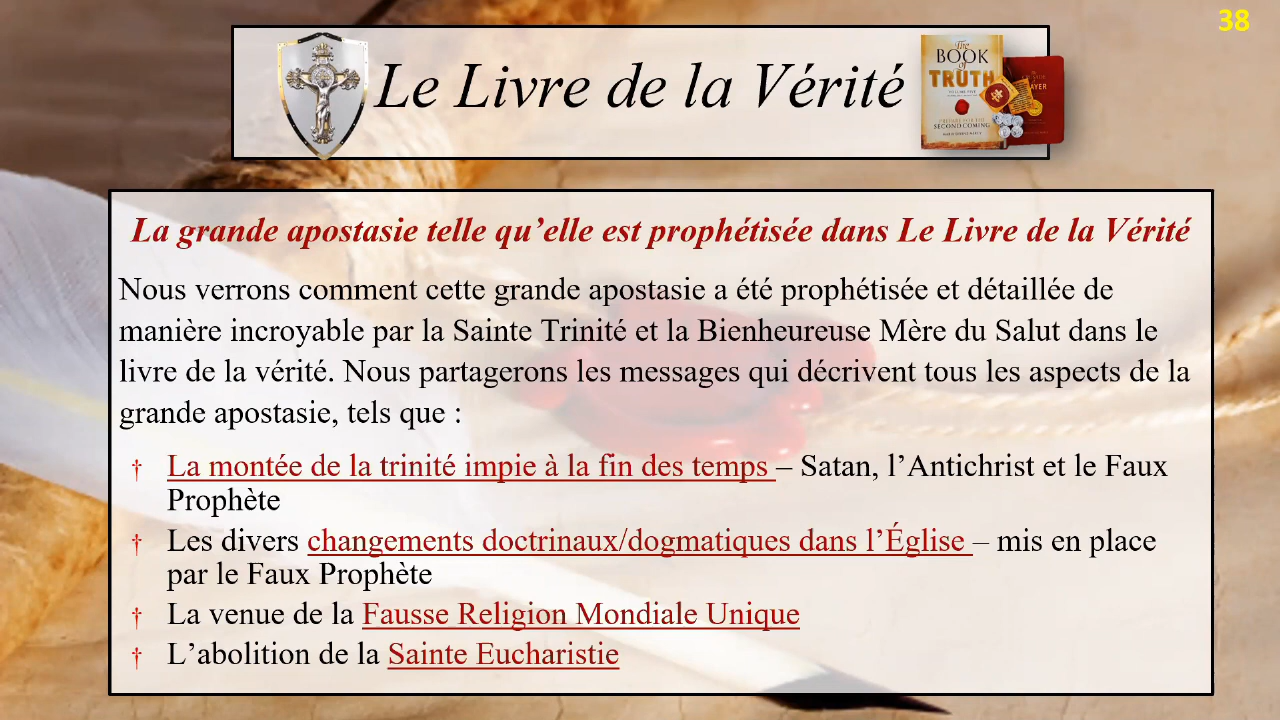 38
Le Livre de la Vérité
The
BOOK
of
TRUTH
SECOND COMING
La grande apostasie telle qu’elle est prophétisée dans Le Livre de la Vérité
Nous verrons comment cette grande apostasie a été prophétisée et détaillée de
manière incroyable par la Sainte Trinité et la Bienheureuse Mère du Salut dans le
livre de la vérité. Nous partagerons les messages qui décrivent tous les aspects de la
grande apostasie, tels que :
† La montée de la trinité impie à la fin des temps – Satan, l’Antichrist et le Faux
Prophète
† Les divers changements doctrinaux/dogmatiques dans l’Église – mis en place
par le Faux Prophète
† La venue de la Fausse Religion Mondiale Unique
† L’abolition de la Sainte Eucharistie